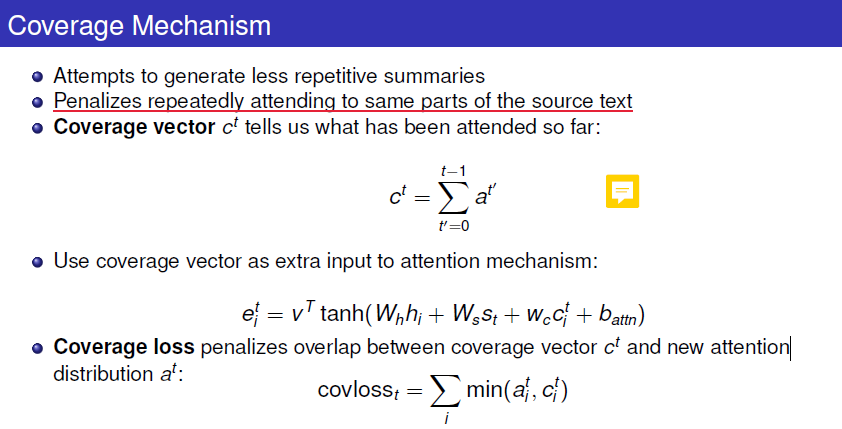 Coverage Mechanism
Attempts to generate less repetitive summaries
Penalizes repeatedly attending to same parts of the source text
Coverage vector c^t tells us what has been attended so far:
c^t = \sum_{t'=0}^{t-1} a^{t'}
Use coverage vector as extra input to attention mechanism:
e_i^t = v^T tanh(W_h h_i + W_s s_t + w_c c_i^t + b_{attn})
Coverage loss penalizes overlap between coverage vector c^t and new attention
distribution a^t:
covloss_t = \sum_i min(a_i^t, c_i^t)